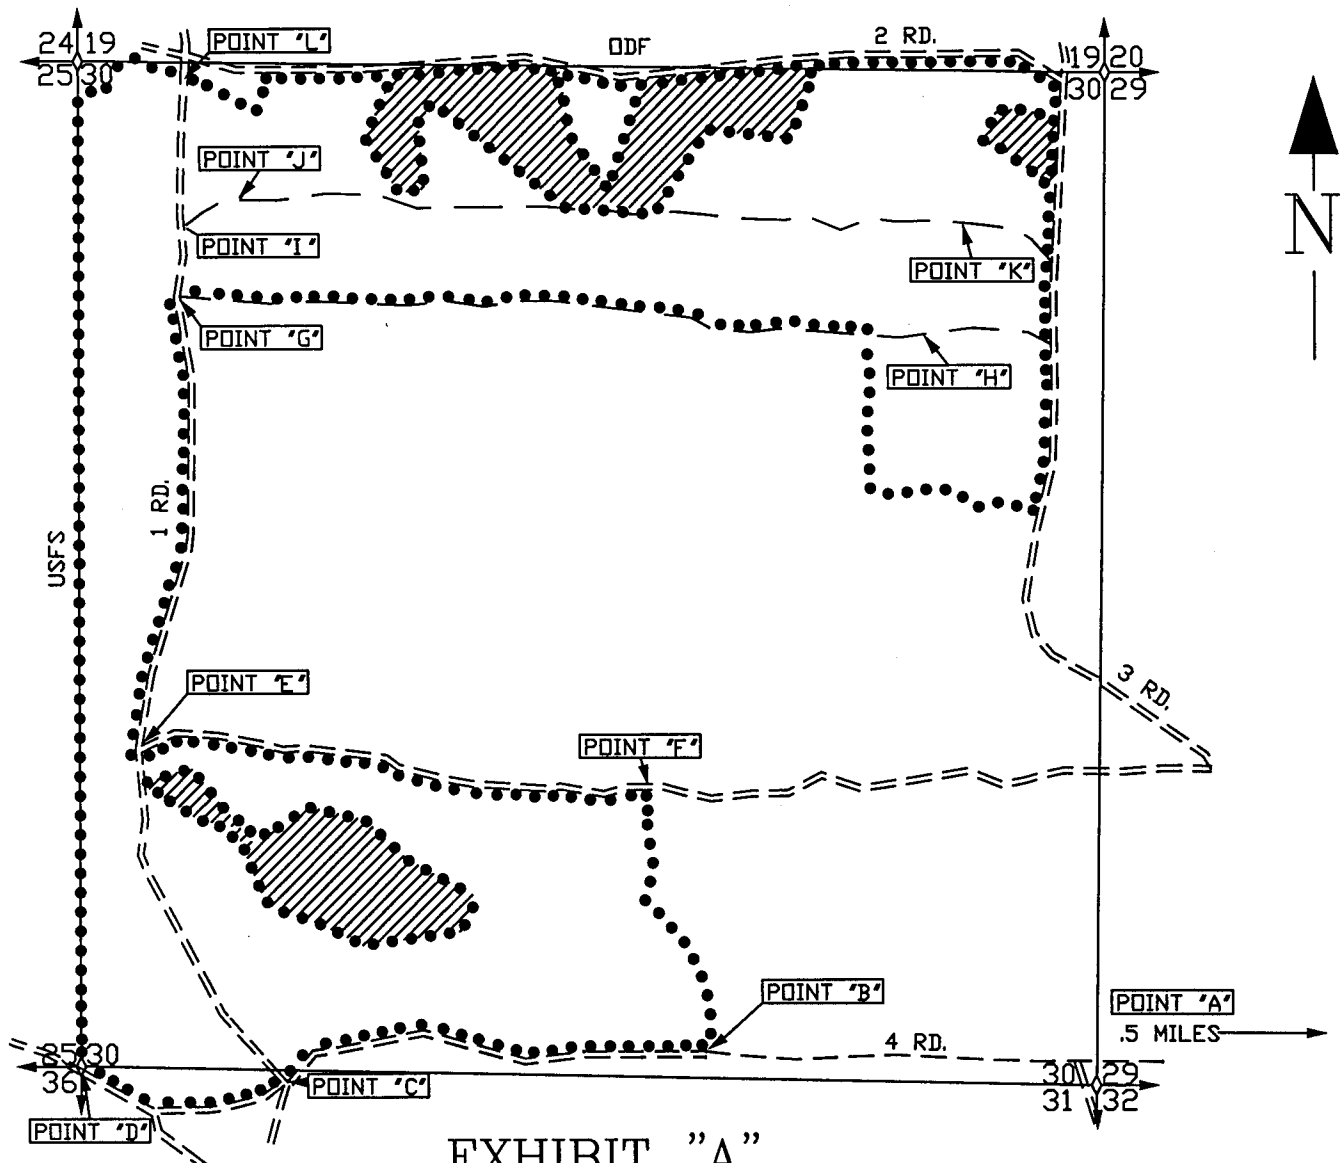 24 19
25 30
POINT "L"
ODF
2 RD.
19 20
30 29
POINT "J"
POINT "I"
POINT "K"
N
POINT "G"
POINT "H"
1 RD.
USFS
POINT "E"
3 RD.
POINT "F"
POINT "B"
POINT "A"
.5 MILES
4 RD.
25 30
36
30 29
31 32
POINT "C"
POINT "D"
EXHIBIT "A"